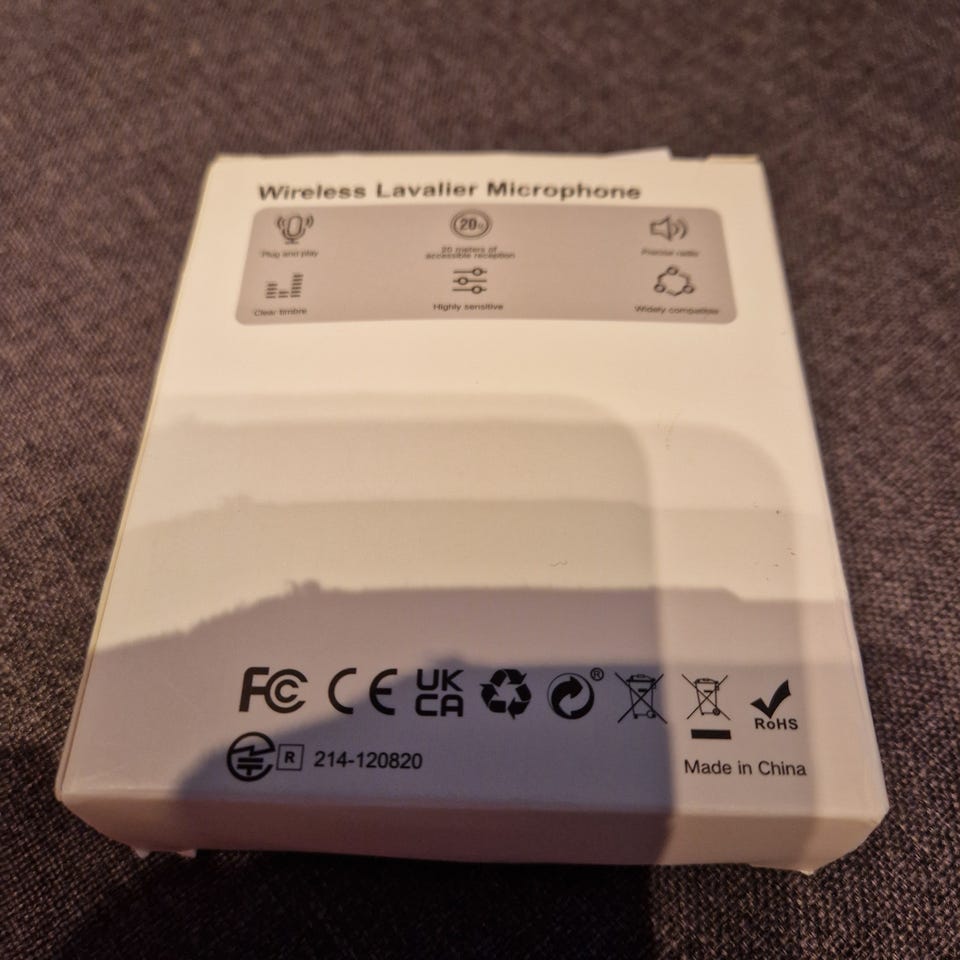 Wireless Lavalier Microphone
20
Plug and play
20 meters of
accessible reception
Precise radio
Clear timbre
Highly sensitive
Widely compatible
FC CE UK
CA
®
RoHS
R 214-120820
Made in China